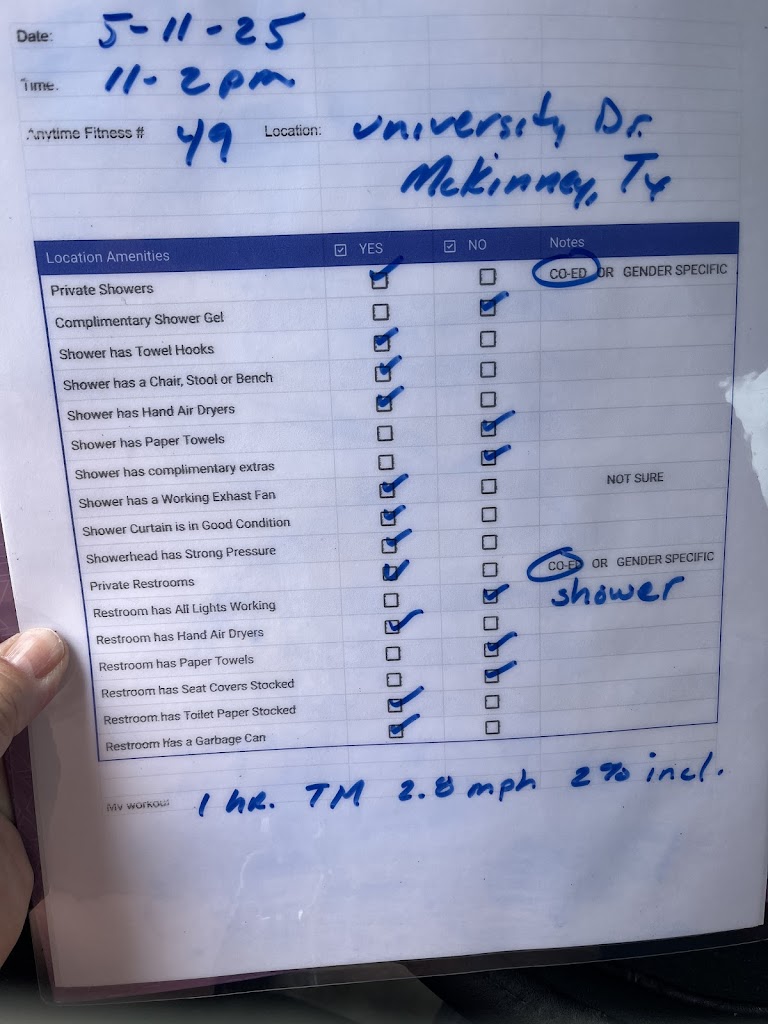 Date: 5-11-25
Time. 11-2pm
Anytime Fitness # 49 Location: University Dr.
McKinney, Tx
Location Amenities ☑ YES ☑ NO Notes
Private Showers ☑ ☐ CO-ED OR GENDER SPECIFIC
Complimentary Shower Gel ☐ ☑
Shower has Towel Hooks ☑ ☐
Shower has a Chair, Stool or Bench ☑ ☐
Shower has Hand Air Dryers ☑ ☐
Shower has Paper Towels ☐ ☑
Shower has complimentary extras ☐ ☑
Shower has a Working Exhast Fan ☑ ☐ NOT SURE
Shower Curtain is in Good Condition ☑ ☐
Showerhead has Strong Pressure ☑ ☐
Private Restrooms ☑ ☐ CO-ED OR GENDER SPECIFIC
Restroom has All Lights Working ☐ ☑ shower
Restroom has Hand Air Dryers ☑ ☐
Restroom has Paper Towels ☐ ☑
Restroom has Seat Covers Stocked ☐ ☑
Restroom has Toilet Paper Stocked ☑ ☐
Restroom Has a Garbage Can ☑ ☐
My workout 1 hr. TM 2.8 mph 2% incl.